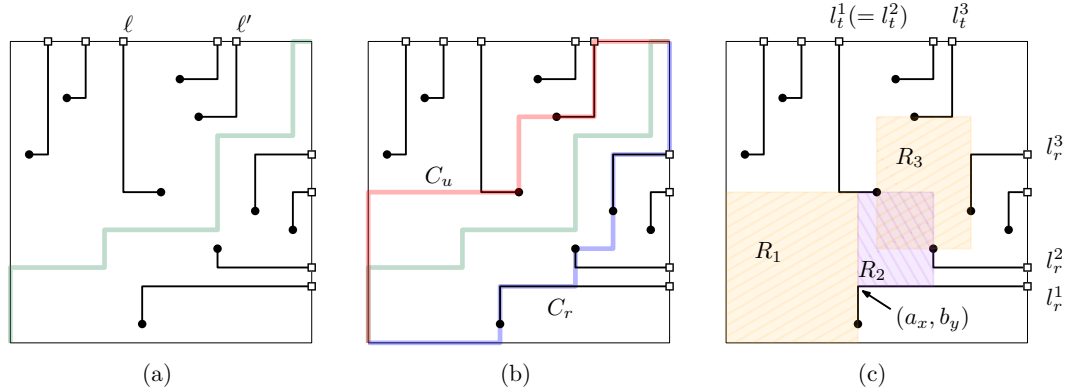 ℓ ℓ′ l_t^1(= l_t^2) l_t^3
C_u R_3 l_r^3
R_1 R_2 l_r^2
C_r (a_x, b_y) l_r^1
(a) (b) (c)